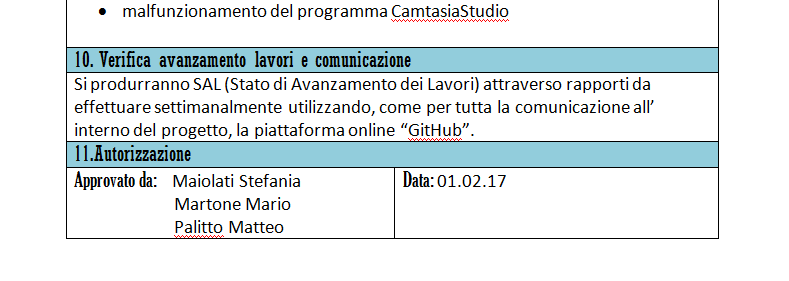 • malfunzionamento del programma CamtasiaStudio
10. Verifica avanzamento lavori e comunicazione
Si produrranno SAL (Stato di Avanzamento dei Lavori) attraverso rapporti da
effettuare settimanalmente utilizzando, come per tutta la comunicazione all’
interno del progetto, la piattaforma online “GitHub”.
11.Autorizzazione
Approvato da: Maiolati Stefania
Martone Mario
Palitto Matteo
Data: 01.02.17